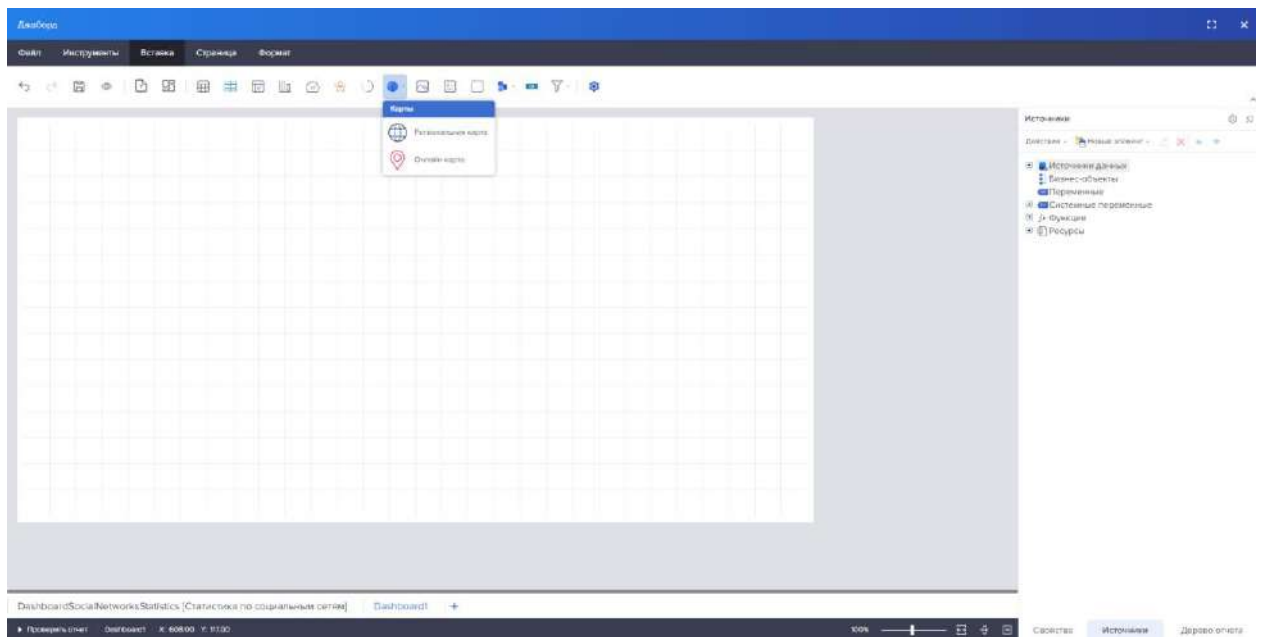 Дашборд
Файл Инструменты Вставка Страница Формат
Карты
Региональная карта
Онлайн карта
Источники
Действия Новый элемент
Источники данных
Бизнес-объекты
Переменные
Системные переменные
Функции
Ресурсы
DashboardSocialNetworksStatistics [Статистика по социальным сетям] Dashboard1 +
Проверить отчет Dashboard1 X: 608.00 Y: 111.00 100% Свойства Источники Дерево отчета